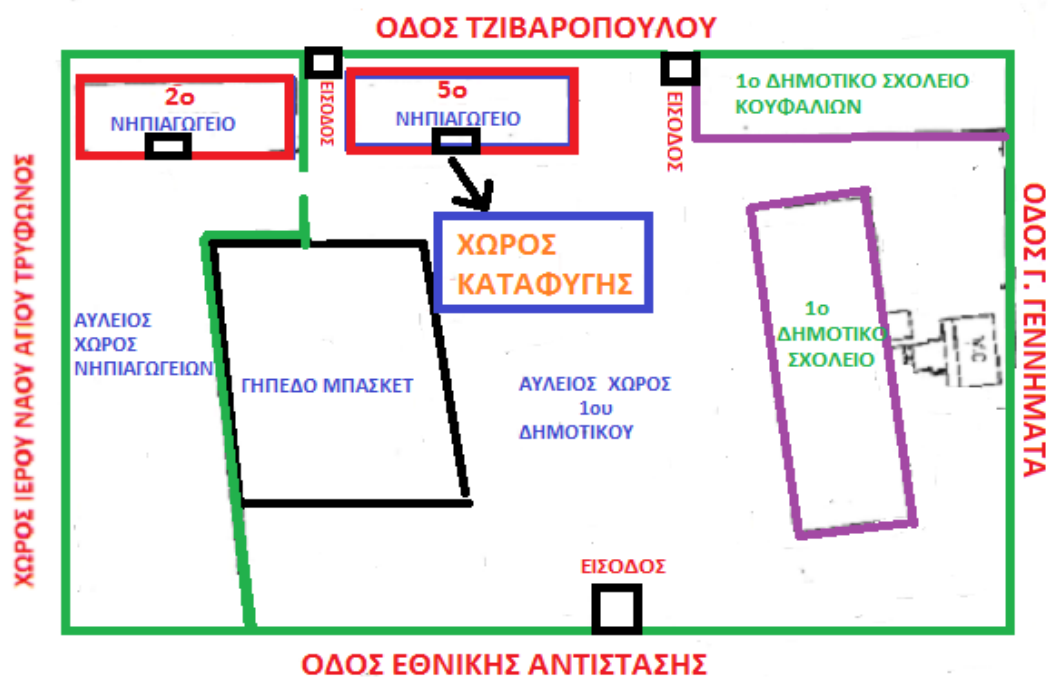 ΟΔΟΣ ΤΖΙΒΑΡΟΠΟΥΛΟΥ
2ο
ΝΗΠΙΑΓΩΓΕΙΟ
ΕΙΣΟΔΟΣ
5ο
ΝΗΠΙΑΓΩΓΕΙΟ
ΕΙΣΟΔΟΣ
1ο ΔΗΜΟΤΙΚΟ ΣΧΟΛΕΙΟ
ΚΟΥΦΑΛΙΩΝ
ΧΩΡΟΣ ΙΕΡΟΥ ΝΑΟΥ ΑΓΙΟΥ ΤΡΥΦΩΝΟΣ
ΧΩΡΟΣ
ΚΑΤΑΦΥΓΗΣ
ΟΔΟΣ Γ. ΓΕΝΝΗΜΑΤΑ
ΑΥΛΕΙΟΣ
ΧΩΡΟΣ
ΝΗΠΙΑΓΩΓΕΙΩΝ
ΓΗΠΕΔΟ ΜΠΑΣΚΕΤ
ΑΥΛΕΙΟΣ ΧΩΡΟΣ
1ου
ΔΗΜΟΤΙΚΟΥ
1ο
ΔΗΜΟΤΙΚΟ
ΣΧΟΛΕΙΟ
ΕΙΣΟΔΟΣ
ΟΔΟΣ ΕΘΝΙΚΗΣ ΑΝΤΙΣΤΑΣΗΣ